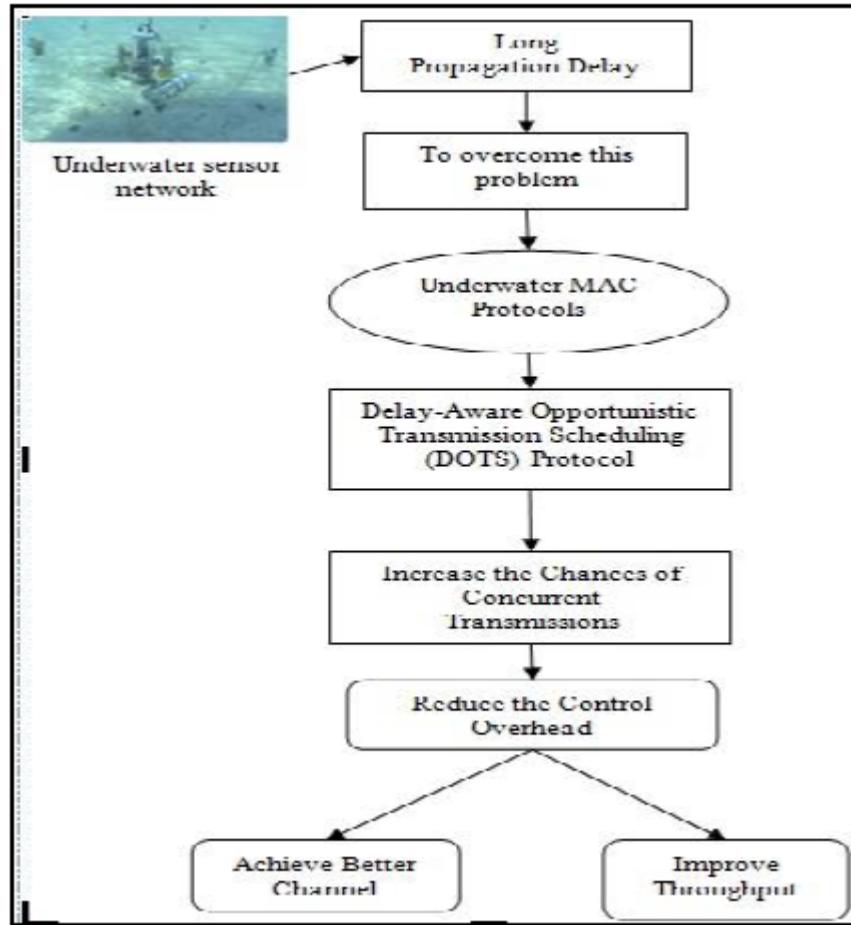 Long
Propagation Delay
Underwater sensor
network
To overcome this
problem
Underwater MAC
Protocols
Delay-Aware Opportunistic
Transmission Scheduling
(DOTS) Protocol
Increase the Chances of
Concurrent
Transmissions
Reduce the Control
Overhead
Achieve Better
Channel
Improve
Throughput